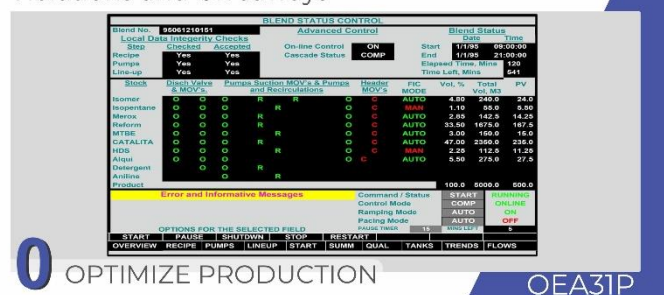 BLEND STATUS CONTROL
Blend No. 95061210151 Advanced Control Blend Status
Local Data Integerity Checks Date Time
Step Checked Accepted On-line Control ON Start 1/1/95 09:00:00
Recipe Yes Yes Cascade Status COMP End 1/1/95 21:00:00
Pumps Yes Yes Elapsed Time, Mins 120
Line-up Yes Yes Time Left, Mins 541
Stock Disch Valve Pump Suction MOV's & Pumps Header FIC Vol, % Total PV
& MOV's. and Recirculations MOV's MODE Vol, M3
Isomer O O O R R O C AUTO 4.80 240.0 24.0
Isopentane O O O R O C MAN 1.10 55.0 5.50
Merox O O O R O C AUTO 2.85 142.5 14.25
Reform O O O R O C AUTO 33.50 1675.0 167.5
MTBE O O O R O C AUTO 3.00 150.0 15.0
CATALITA O O O R O C AUTO 47.00 2350.0 235.0
HDS O O O R O C MAN 2.25 112.5 11.25
Alqui O O O O C AUTO 5.50 275.0 27.5
Detergent O O R
Aniline O R
Product 100.0 5000.0 500.0
Error and Informative Messages Command / Status START RUNNING
Control Mode COMP ONLINE
Ramping Mode AUTO ON
Pacing Mode AUTO OFF
OPTIONS FOR THE SELECTED FIELD PAUSE TIMER 15 MINS LEFT 5
START PAUSE SHUTDWN STOP RESTART
OVERVIEW RECIPE PUMPS LINEUP START SUMM QUAL TANKS TRENDS FLOWS
0 OPTIMIZE PRODUCTION OEA31P